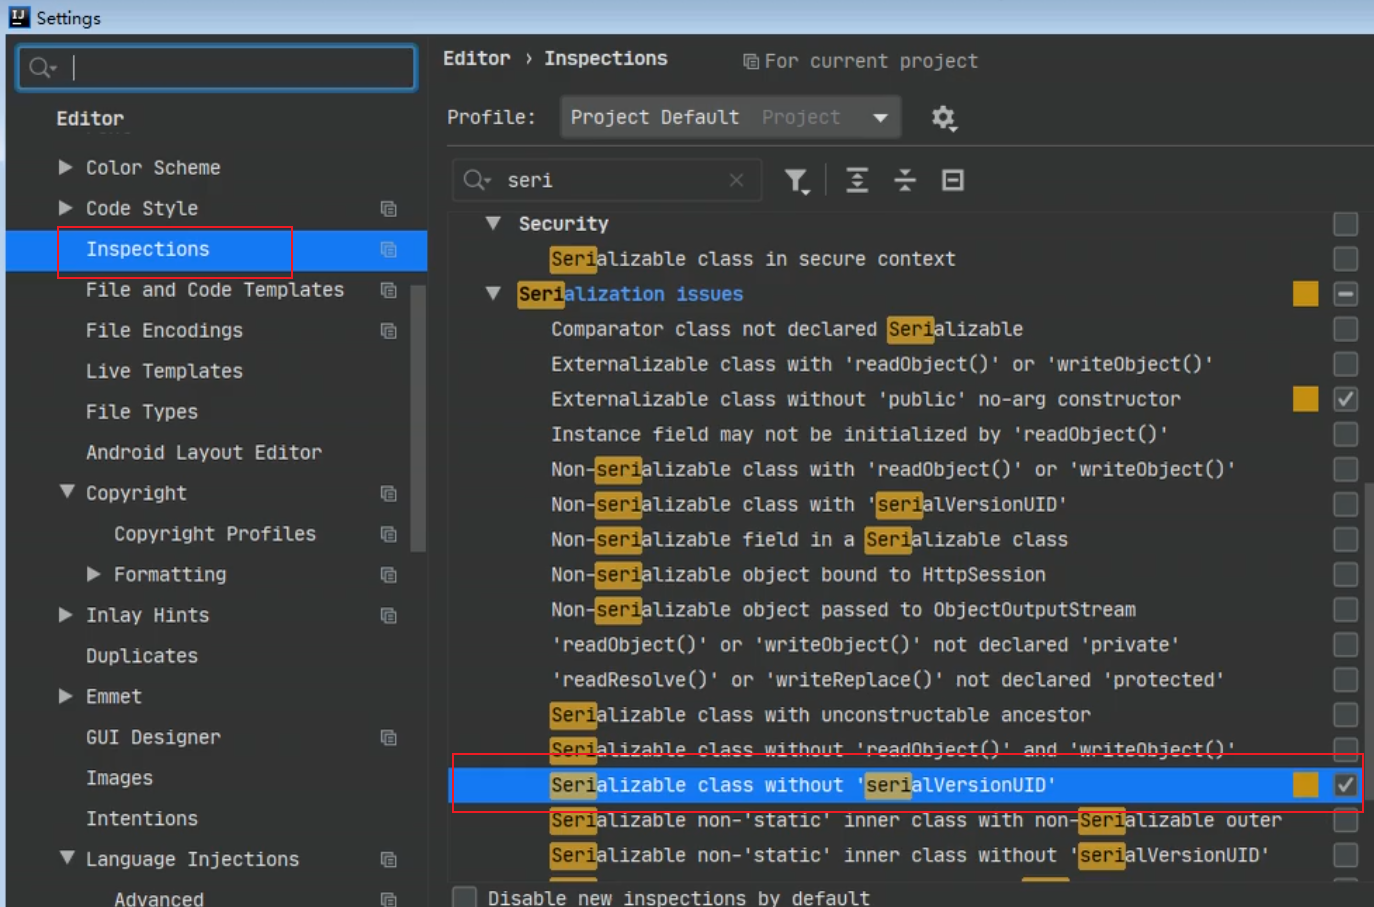 Settings
Editor
Color Scheme
Code Style
Inspections
File and Code Templates
File Encodings
Live Templates
File Types
Android Layout Editor
Copyright
Copyright Profiles
Formatting
Inlay Hints
Duplicates
Emmet
GUI Designer
Images
Intentions
Language Injections
Advanced
Editor › Inspections
For current project
Profile: Project Default Project
seri
Security
Serializable class in secure context
Serialization issues
Comparator class not declared Serializable
Externalizable class with 'readObject()' or 'writeObject()'
Externalizable class without 'public' no-arg constructor
Instance field may not be initialized by 'readObject()'
Non-serializable class with 'readObject()' or 'writeObject()'
Non-serializable class with 'serialVersionUID'
Non-serializable field in a Serializable class
Non-serializable object bound to HttpSession
Non-serializable object passed to ObjectOutputStream
'readObject()' or 'writeObject()' not declared 'private'
'readResolve()' or 'writeReplace()' not declared 'protected'
Serializable class with unconstructable ancestor
Serializable class without 'readObject()' and 'writeObject()'
Serializable class without 'serialVersionUID'
Serializable non-'static' inner class with non-Serializable outer
Serializable non-'static' inner class without 'serialVersionUID'
Disable new inspections by default